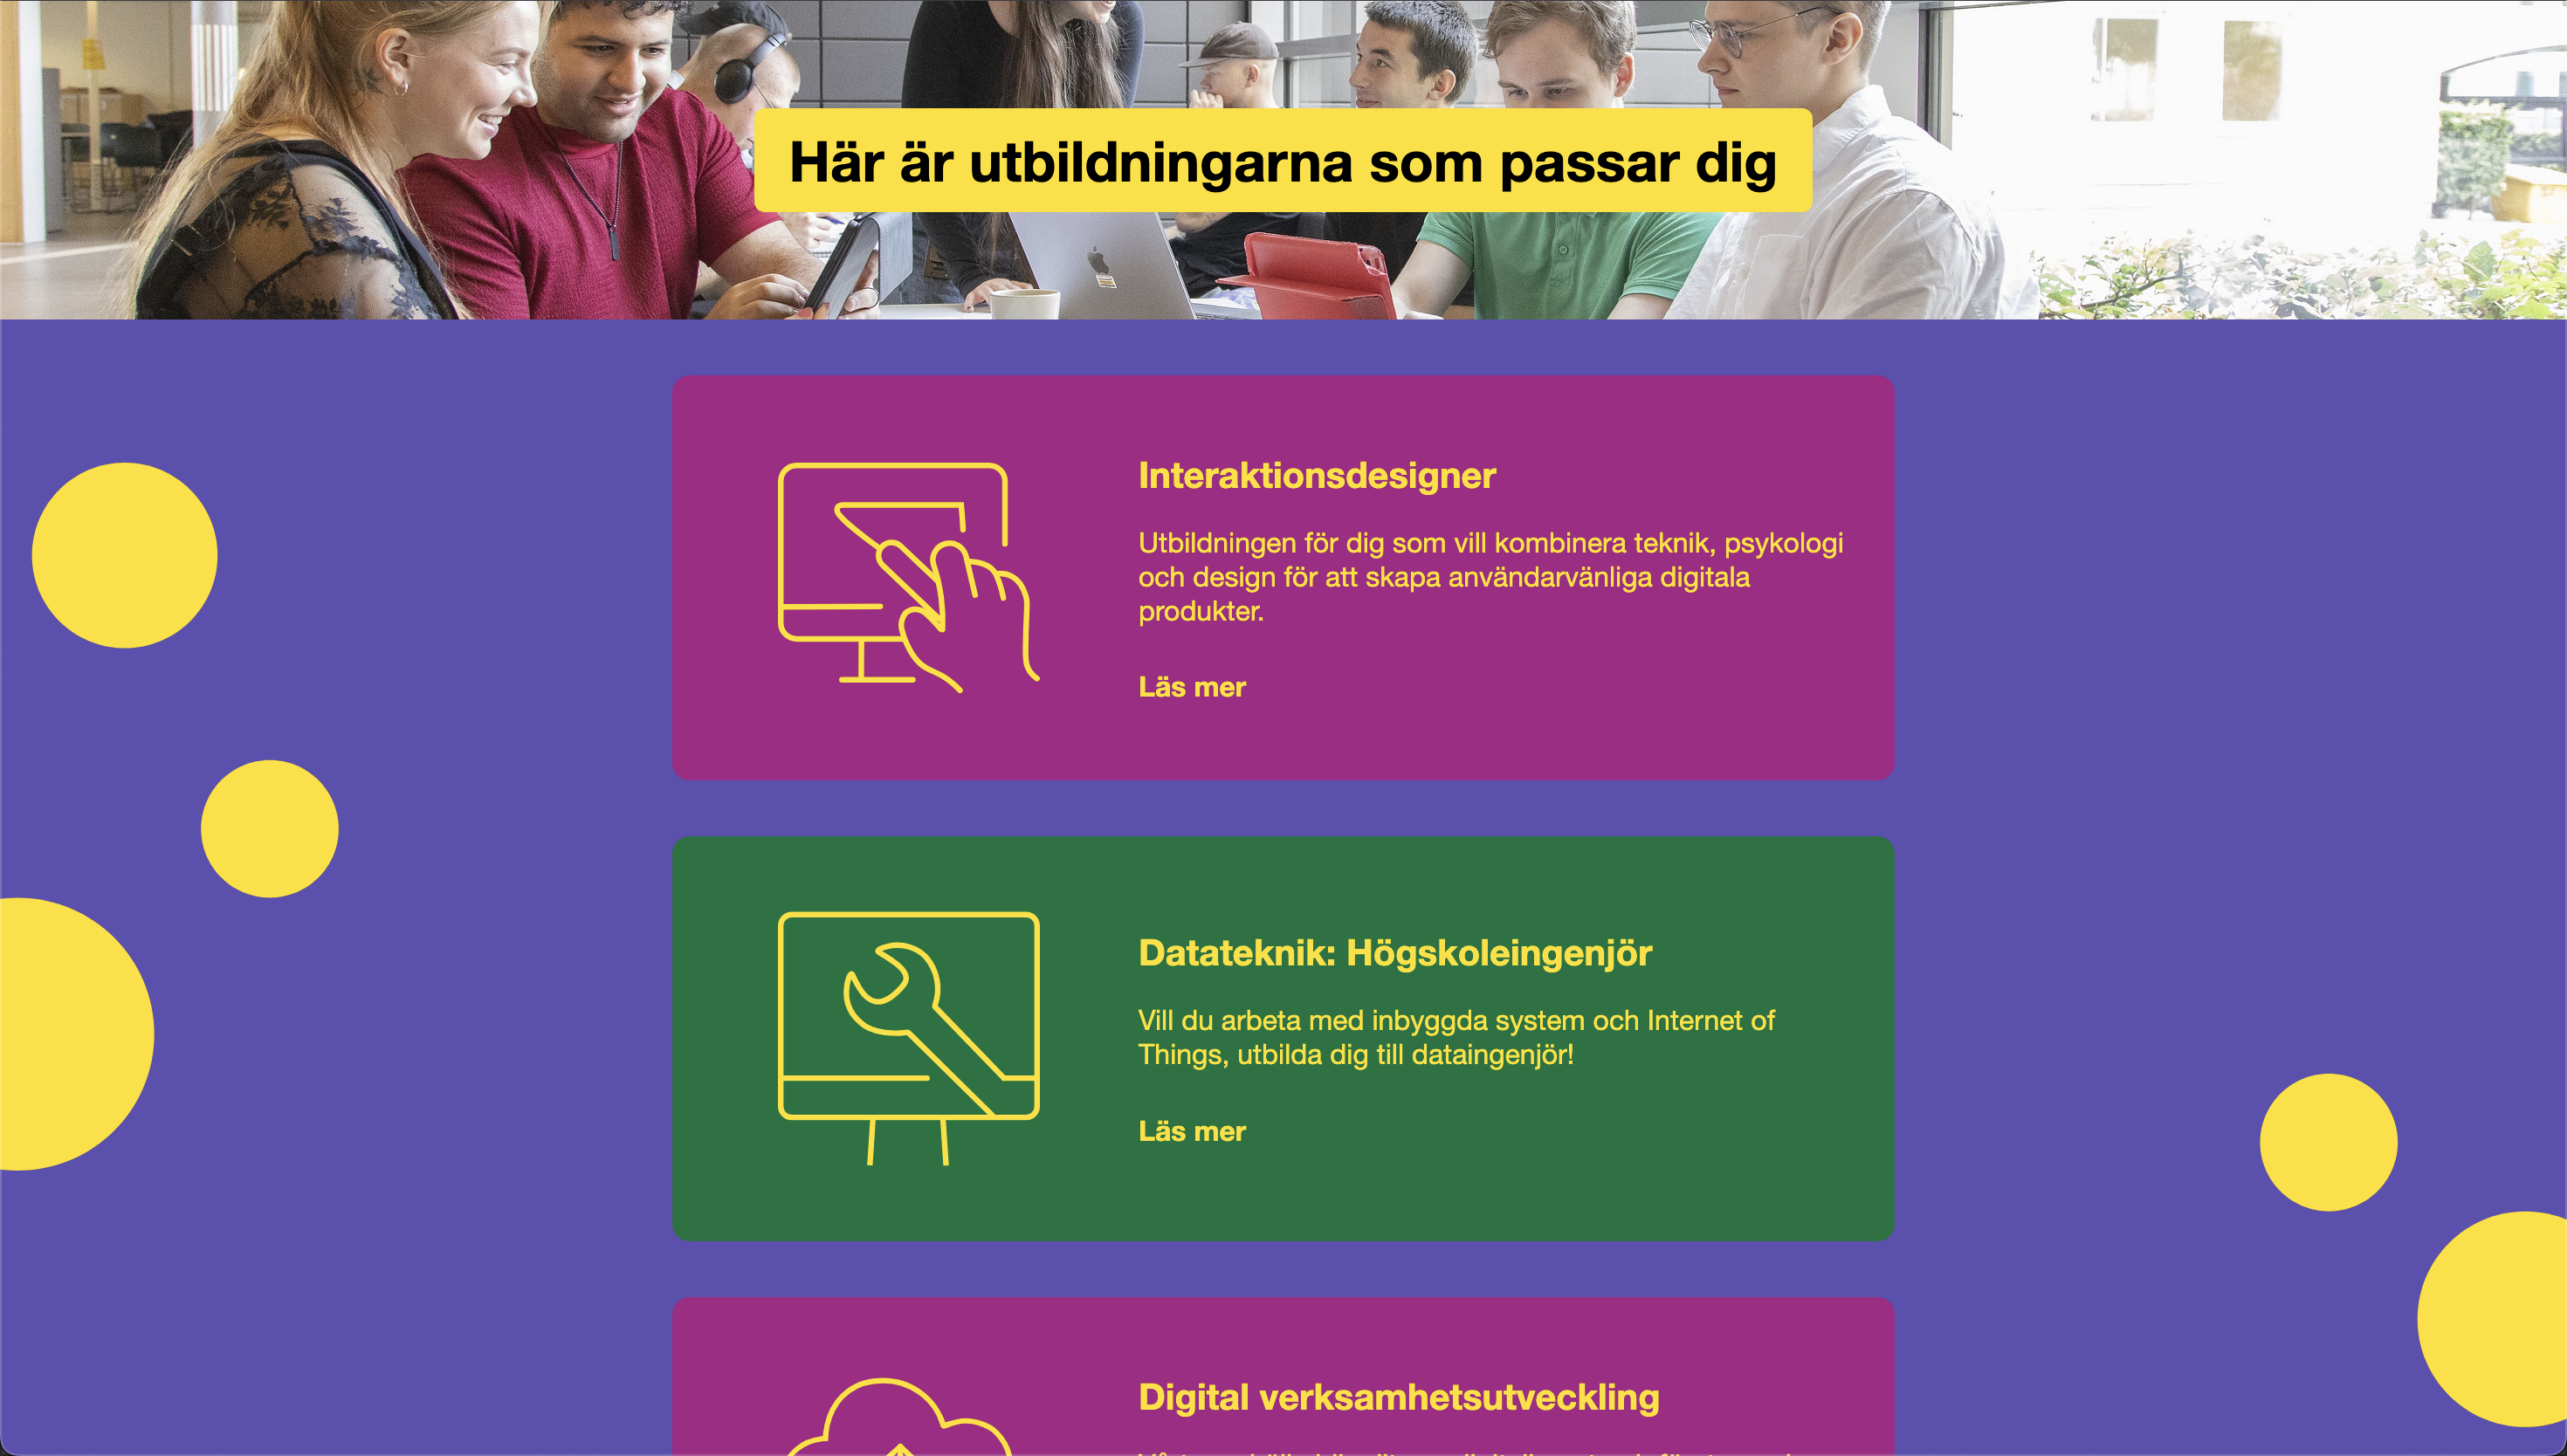 Här är utbildningarna som passar dig
Interaktionsdesigner
Utbildningen för dig som vill kombinera teknik, psykologi
och design för att skapa användarvänliga digitala
produkter.
Läs mer
Datateknik: Högskoleingenjör
Vill du arbeta med inbyggda system och Internet of
Things, utbilda dig till dataingenjör!
Läs mer
Digital verksamhetsutveckling